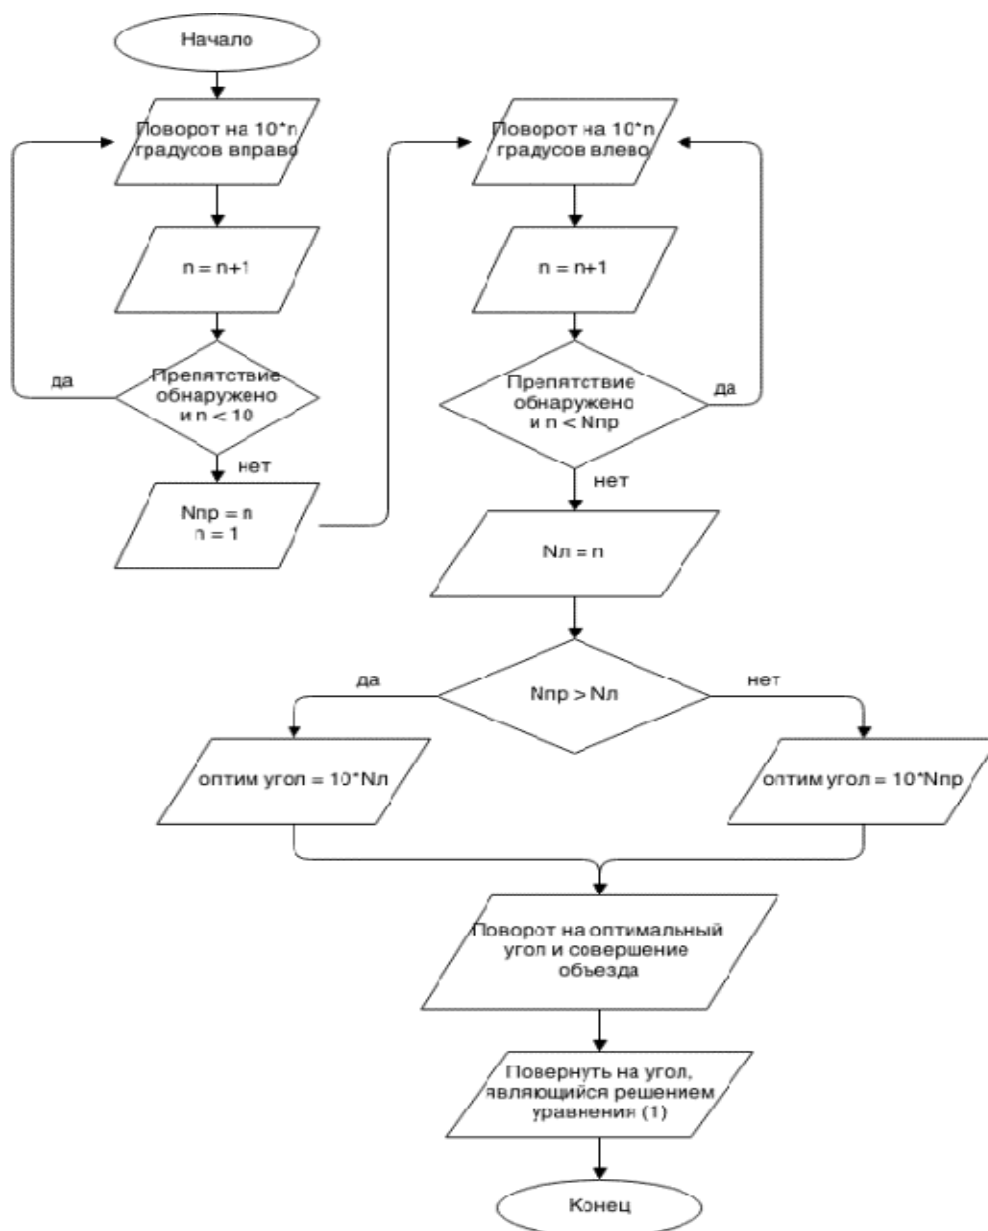 Начало
Поворот на 10*n
градусов вправо
n = n+1
Препятствие
обнаружено
и n < 10
да
нет
Nпр = n
n = 1
Поворот на 10*n
градусов влево
n = n+1
Препятствие
обнаружено
и n < Nпр
да
нет
Nл = n
Nпр > Nл
да
нет
оптим угол = 10*Nл
оптим угол = 10*Nпр
Поворот на оптимальный
угол и совершение
объезда
Повернуть на угол,
являющийся решением
уравнения (1)
Конец